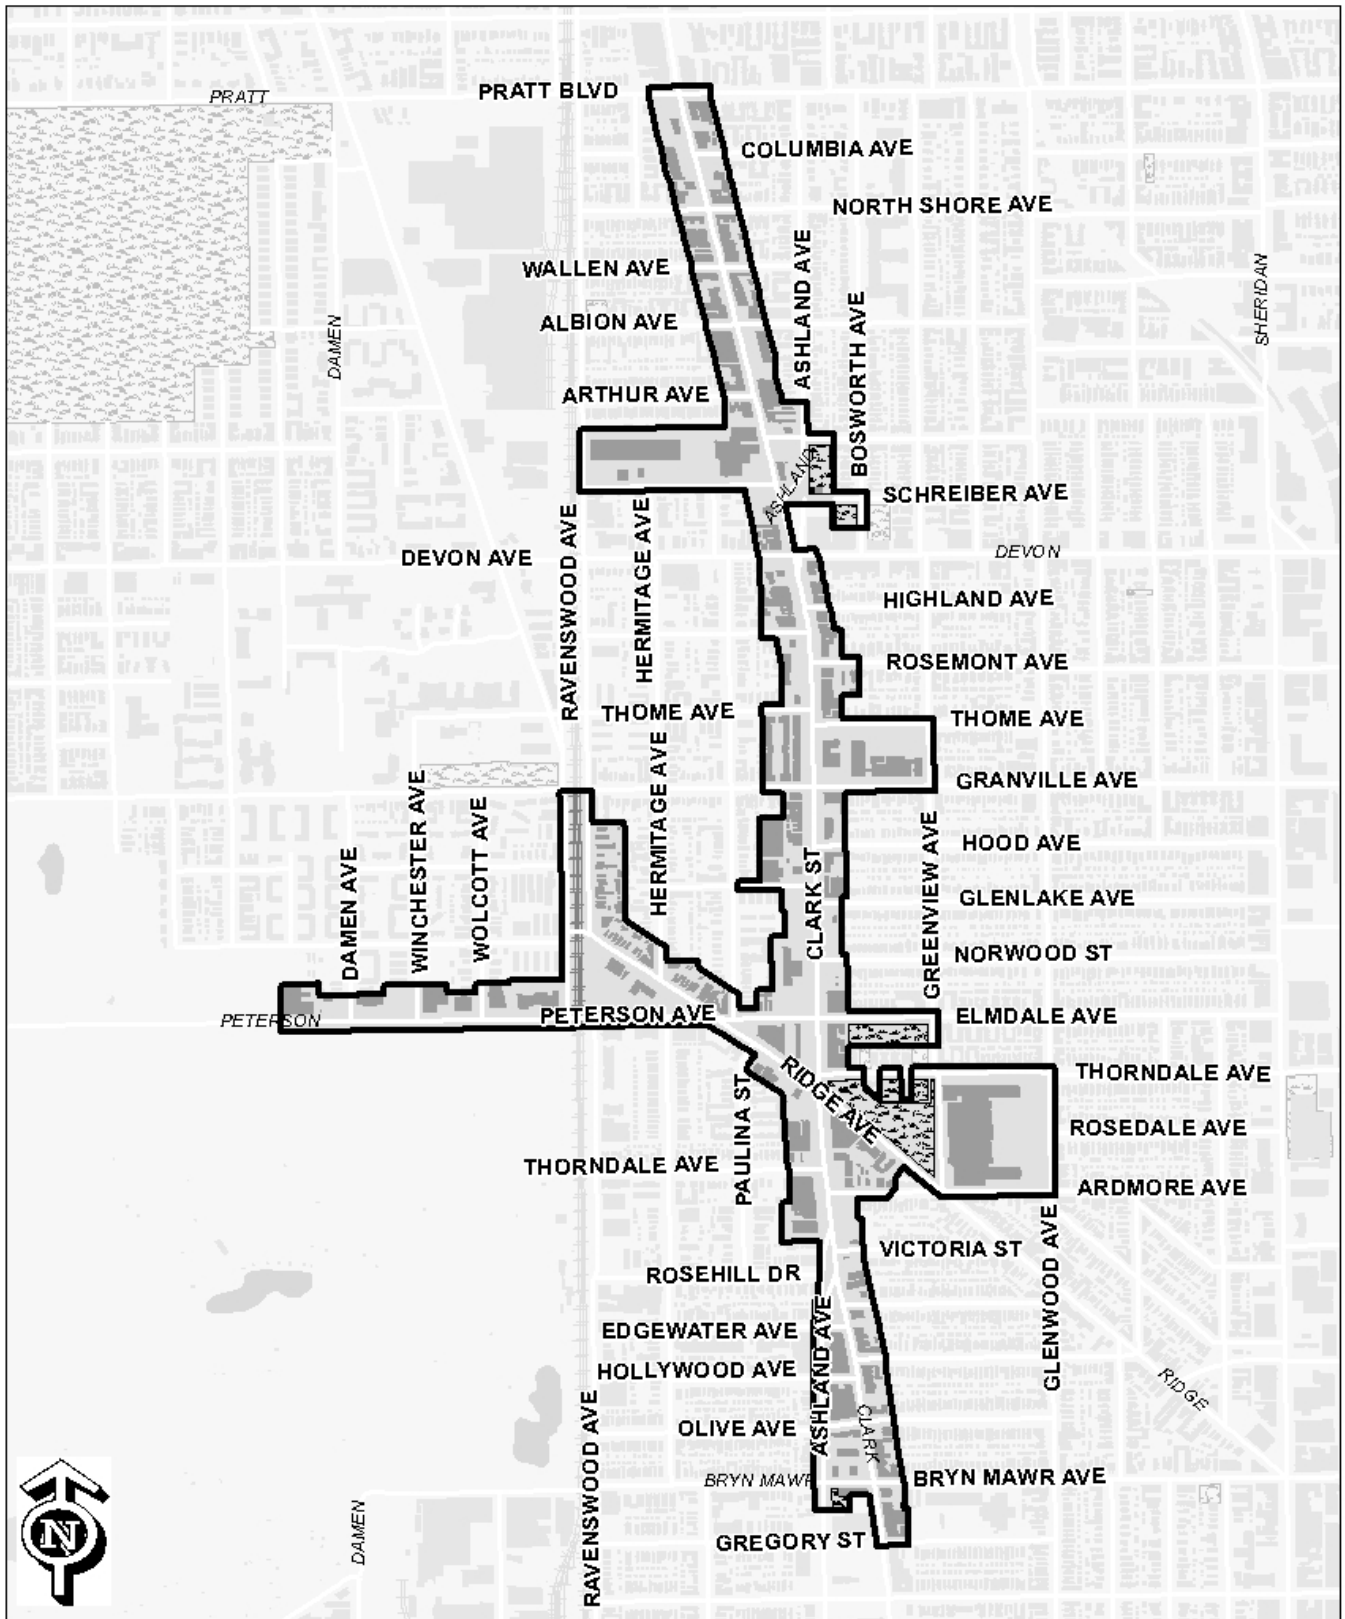 PRATT
PRATT BLVD
COLUMBIA AVE
NORTH SHORE AVE
WALLEN AVE
ASHLAND AVE
SHERIDAN
ALBION AVE
DAMEN
BOSWORTH AVE
ARTHUR AVE
ASHLAND
SCHREIBER AVE
DEVON AVE
RAVENSWOOD AVE
HERMITAGE AVE
DEVON
HIGHLAND AVE
ROSEMONT AVE
THOME AVE
THOME AVE
HERMITAGE AVE
GRANVILLE AVE
DAMEN AVE
WINCHESTER AVE
WOLCOTT AVE
CLARK ST
GREENVIEW AVE
HOOD AVE
GLENLAKE AVE
NORWOOD ST
PETERSON
PETERSON AVE
ELMDALE AVE
RIDGE AVE
THORNDALE AVE
PAULINA ST
ROSEDALE AVE
THORNDALE AVE
ARDMORE AVE
VICTORIA ST
GLENWOOD AVE
ROSEHILL DR
ASHLAND AVE
EDGEWATER AVE
HOLLYWOOD AVE
RIDGE
OLIVE AVE
CLARK
RAVENSWOOD AVE
BRYN MAWR
BRYN MAWR AVE
DAMEN
GREGORY ST
N